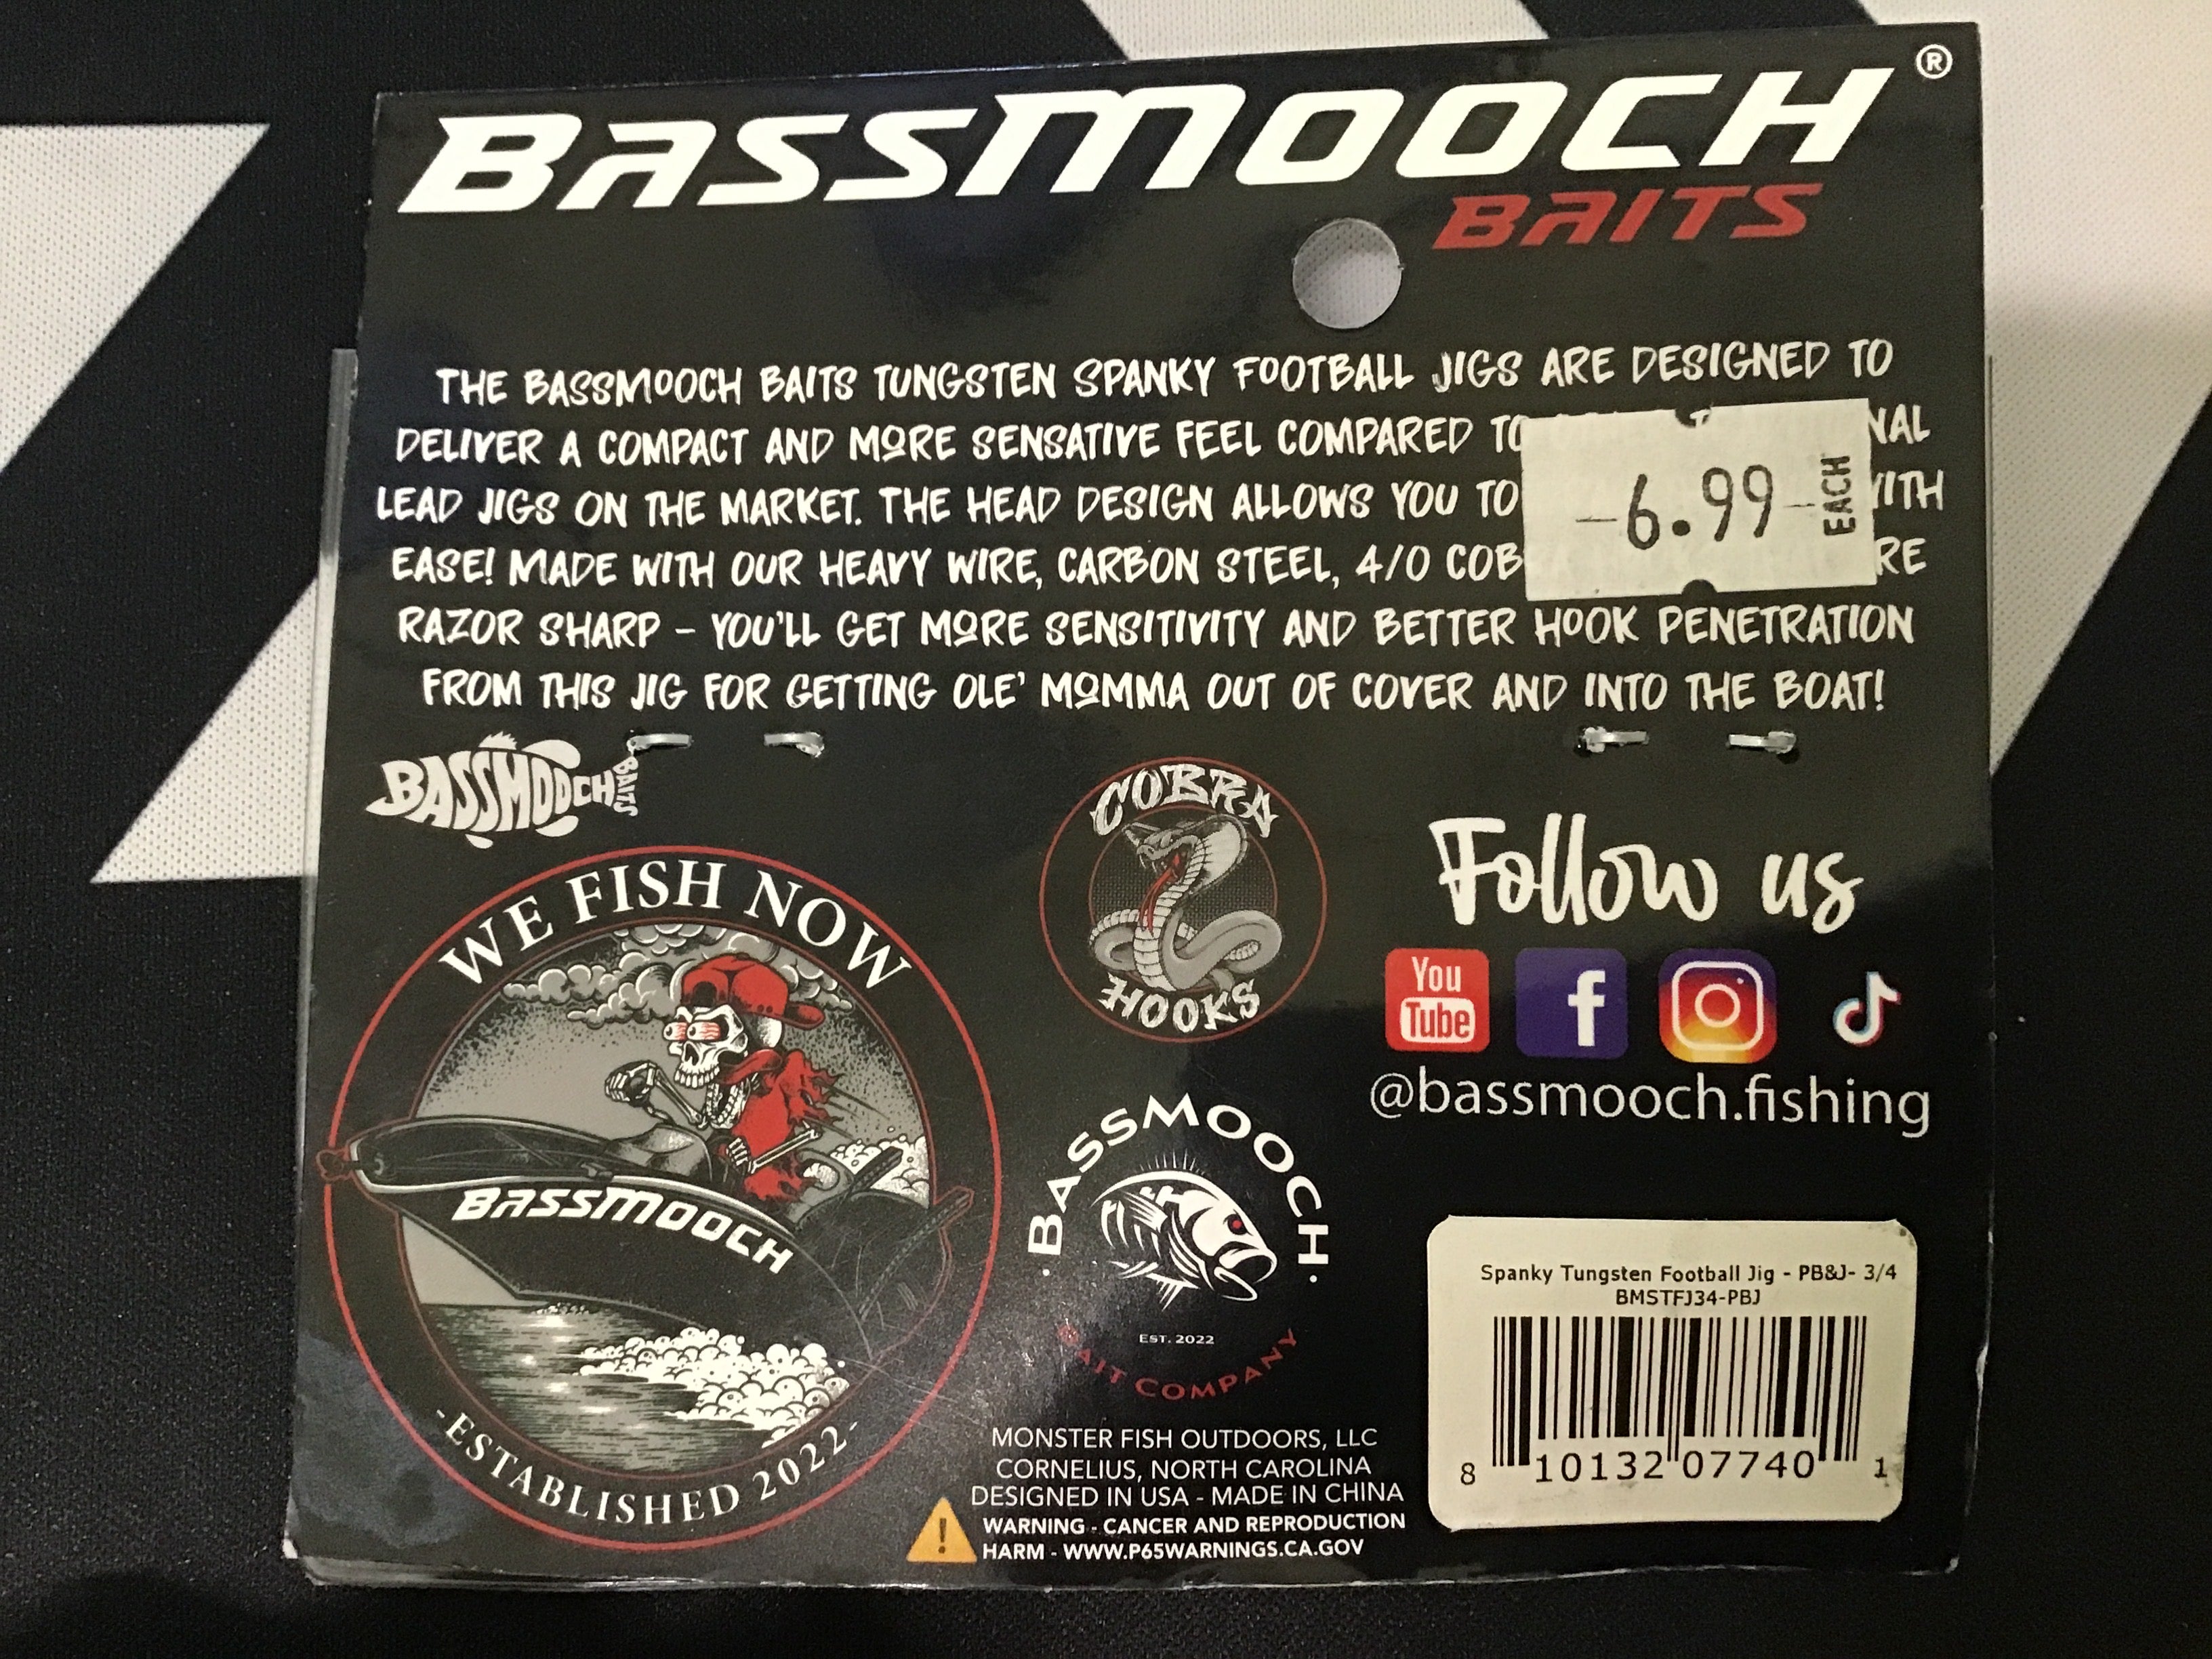 BASSMOOCH®
BAITS
THE BASSMOOCH BAITS TUNGSTEN SPANKY FOOTBALL JIGS ARE DESIGNED TO
DELIVER A COMPACT AND MORE SENSATIVE FEEL COMPARED
LEAD JIGS ON THE MARKET. THE HEAD DESIGN ALLOWS YOU TO
EASE! MADE WITH OUR HEAVY WIRE, CARBON STEEL, 4/0
RAZOR SHARP – YOU'LL GET MORE SENSITIVITY AND BETTER HOOK PENETRATION
FROM THIS JIG FOR GETTING OLE' MOMMA OUT OF COVER AND INTO THE BOAT!
-6.99- EACH
BASSMOOCH BAITS
WE FISH NOW
BASSMOOCH
-ESTABLISHED 2022-
COBRA
HOOKS
· BASSMOOCH ·
EST. 2022
BAIT COMPANY
Follow us
You
Tube
f
@bassmooch.fishing
MONSTER FISH OUTDOORS, LLC
CORNELIUS, NORTH CAROLINA
DESIGNED IN USA - MADE IN CHINA
! WARNING - CANCER AND REPRODUCTION
HARM - WWW.P65WARNINGS.CA.GOV
Spanky Tungsten Football Jig - PB&J- 3/4
BMSTFJ34-PBJ
8 10132 07740 1